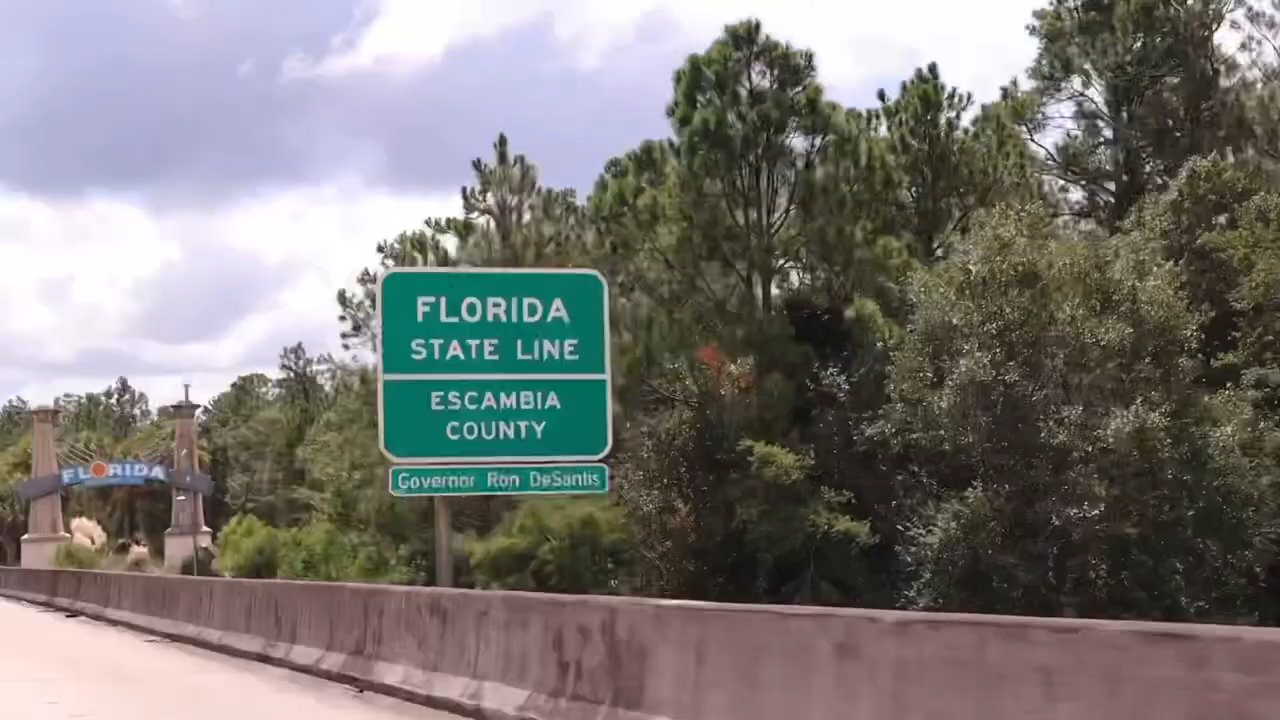 FLORIDA
STATE LINE
ESCAMBIA
COUNTY
Governor Ron DeSantis
FLORIDA